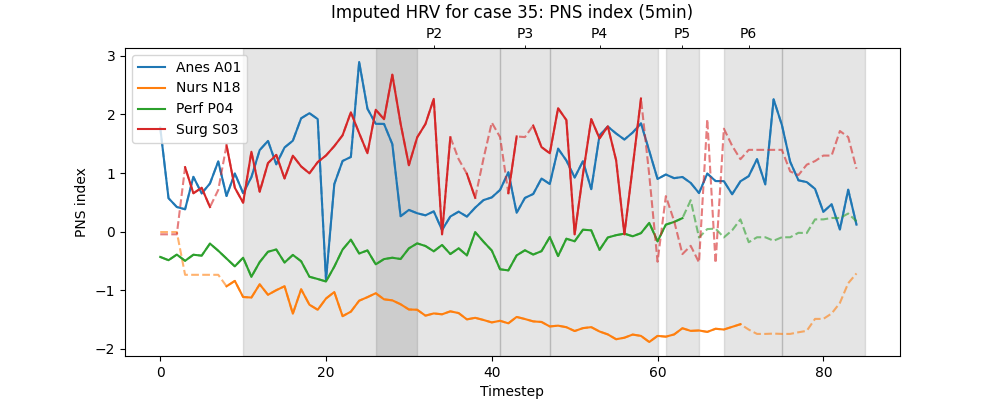 Imputed HRV for case 35: PNS index (5min)
P2 P3 P4 P5 P6
Anes A01
Nurs N18
Perf P04
Surg S03
PNS index
3
2
1
0
−1
−2
0 20 40 60 80
Timestep